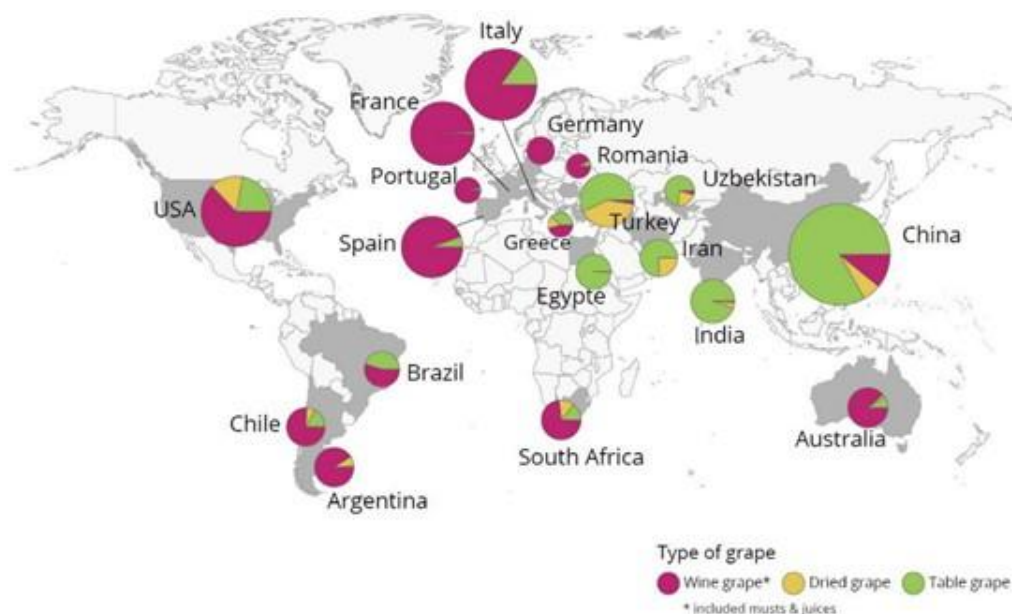 Italy
France
Germany
Romania
Portugal
Uzbekistan
USA
Turkey
China
Spain
Greece
Iran
Egypte
India
Brazil
Chile
Australia
South Africa
Argentina
Type of grape
Wine grape* Dried grape Table grape
* included musts & juices